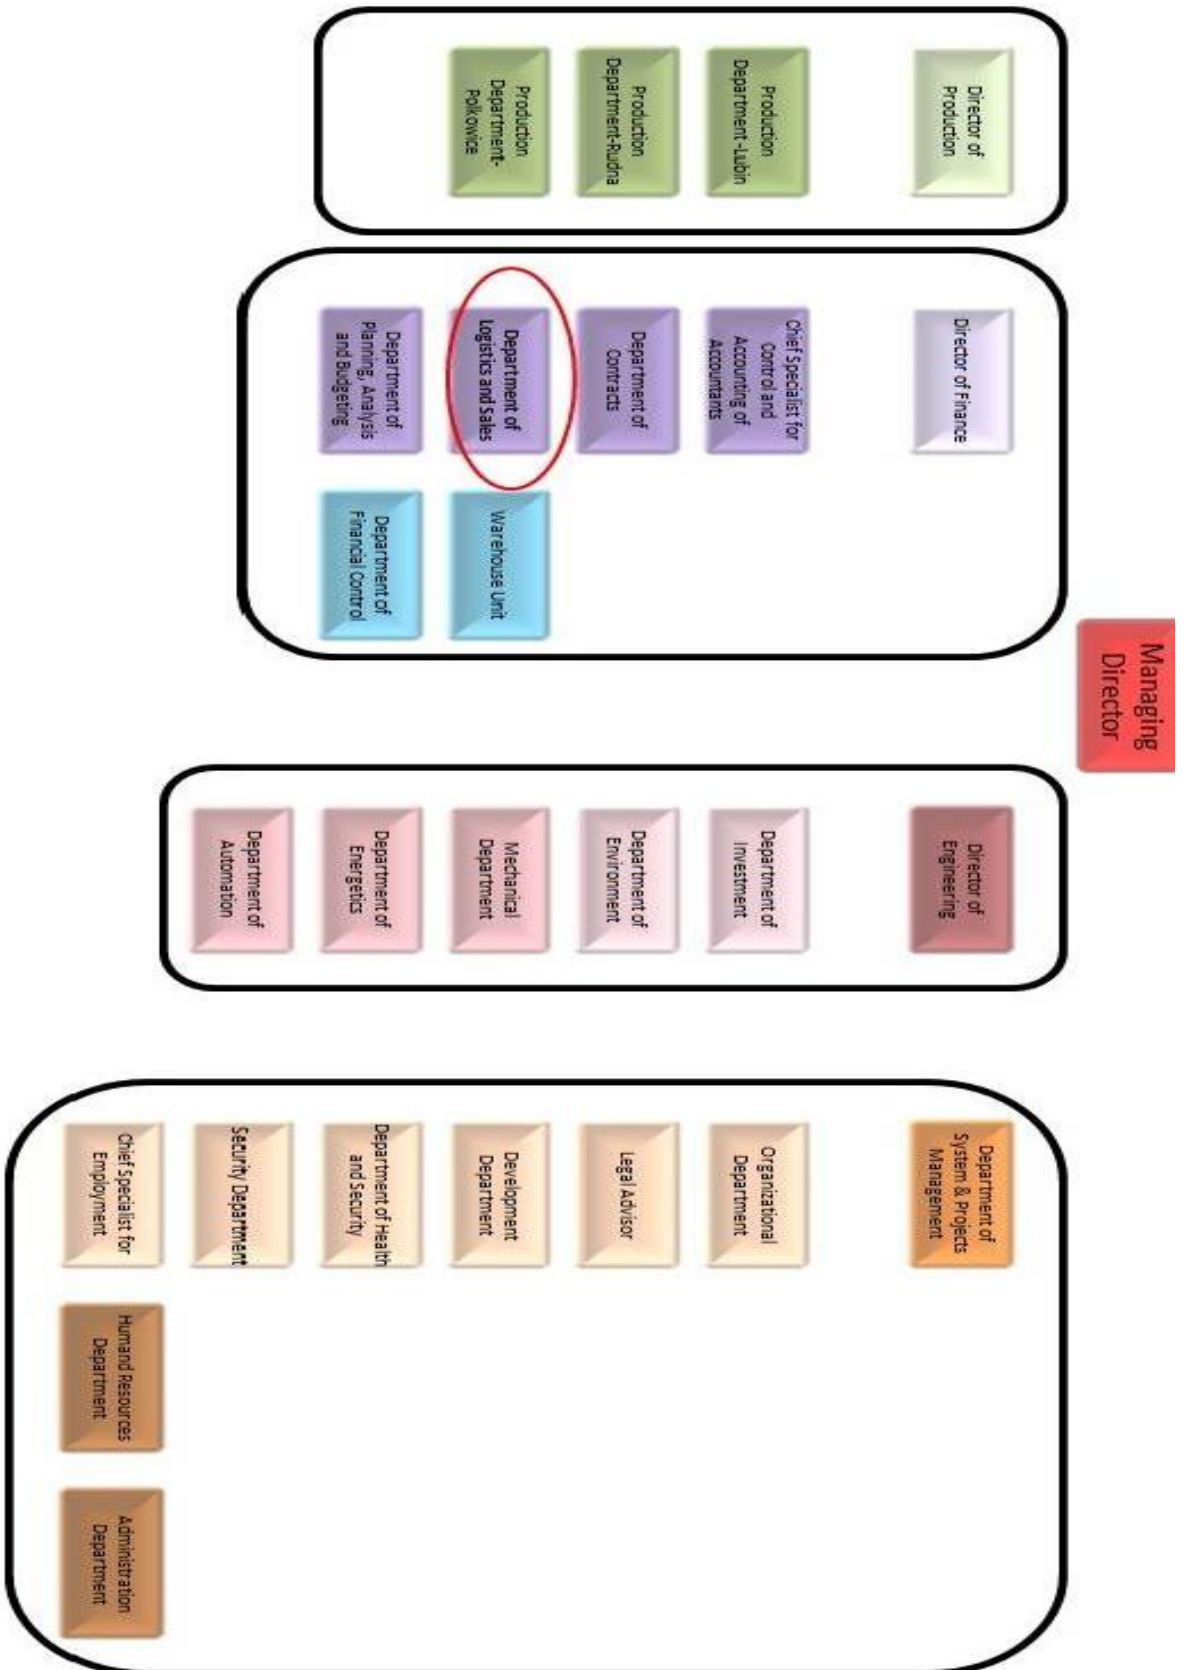 Managing
Director
Director of
Production
Production
Department -Lubin
Production
Department-Rudna
Production
Department-
Polkowice
Director of Finance
Chief Specialist for
Control and
Accounting of
Accountants
Department of
Contracts
Department of
Logistics and Sales
Warehouse Unit
Department of
Planning, Analysis
and Budgeting
Department of
Financial Control
Director of
Engineering
Department of
Investment
Department of
Environment
Mechanical
Department
Department of
Energetics
Department of
Automation
Department of
System & Projects
Management
Organizational
Department
Legal Advisor
Development
Department
Department of Health
and Security
Security Department
Chief Specialist for
Employment
Humand Resources
Department
Administration
Department